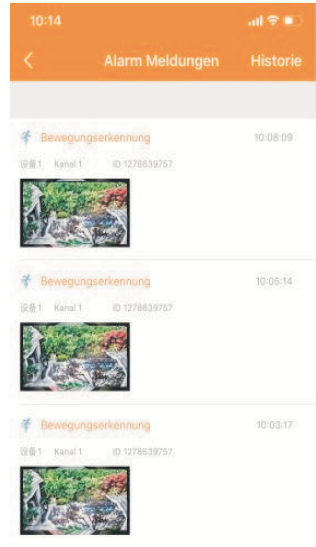 10:14
Alarm Meldungen Historie
Bewegungserkennung 10:08:09
设备1 Kanal 1 ID 1278639757
Bewegungserkennung 10:05:14
设备1 Kanal 1 ID 1278639757
Bewegungserkennung 10:03:17
设备1 Kanal 1 ID 1278639757